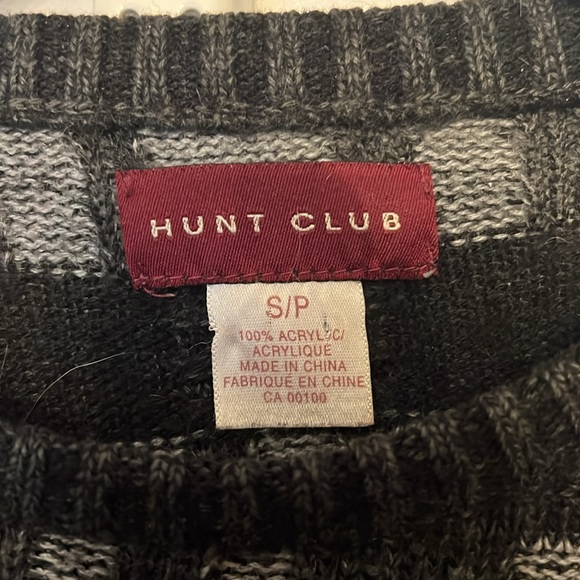 HUNT CLUB
S/P
100% ACRYLIC/
ACRYLIQUE
MADE IN CHINA
FABRIQUÉ EN CHINE
CA 00100